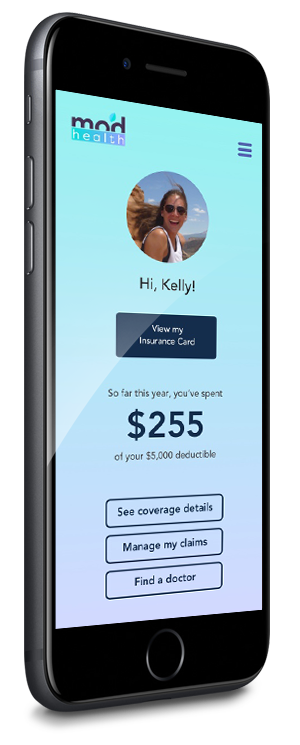 mod
health
Hi, Kelly!
View my
Insurance Card
So far this year, you've spent
$255
of your $5,000 deductible
See coverage details
Manage my claims
Find a doctor